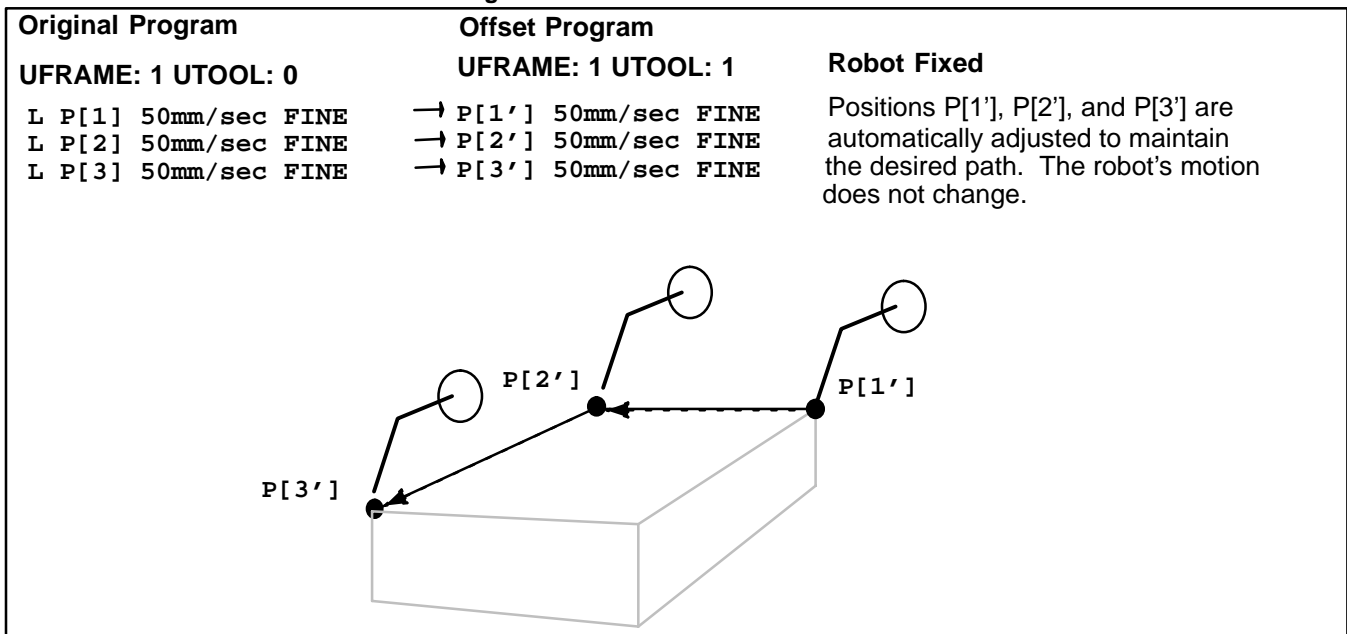 Original Program
UFRAME: 1 UTOOL: 0
L P[1] 50mm/sec FINE
L P[2] 50mm/sec FINE
L P[3] 50mm/sec FINE
Offset Program
UFRAME: 1 UTOOL: 1
→ P[1'] 50mm/sec FINE
→ P[2'] 50mm/sec FINE
→ P[3'] 50mm/sec FINE
Robot Fixed
Positions P[1'], P[2'], and P[3'] are
automatically adjusted to maintain
the desired path. The robot's motion
does not change.
P[2']
P[1']
P[3']